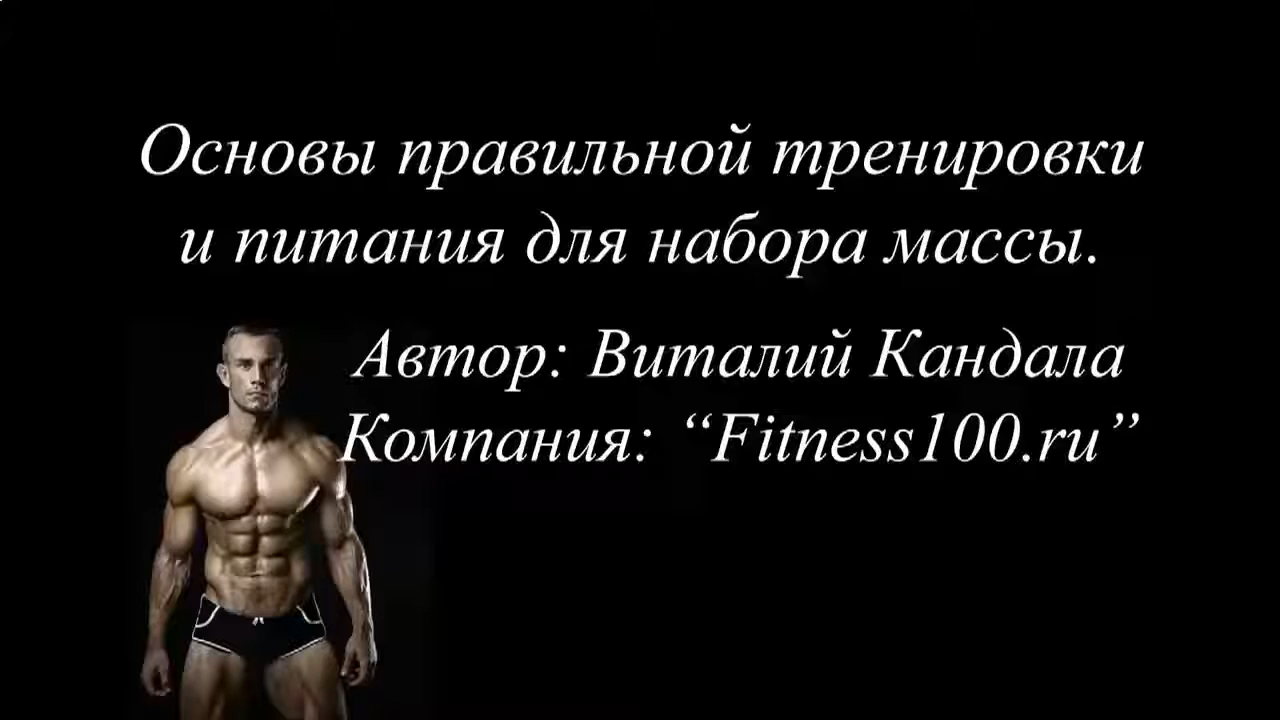 Основы правильной тренировки
и питания для набора массы.
Автор: Виталий Кандала
Компания: “Fitness100.ru”